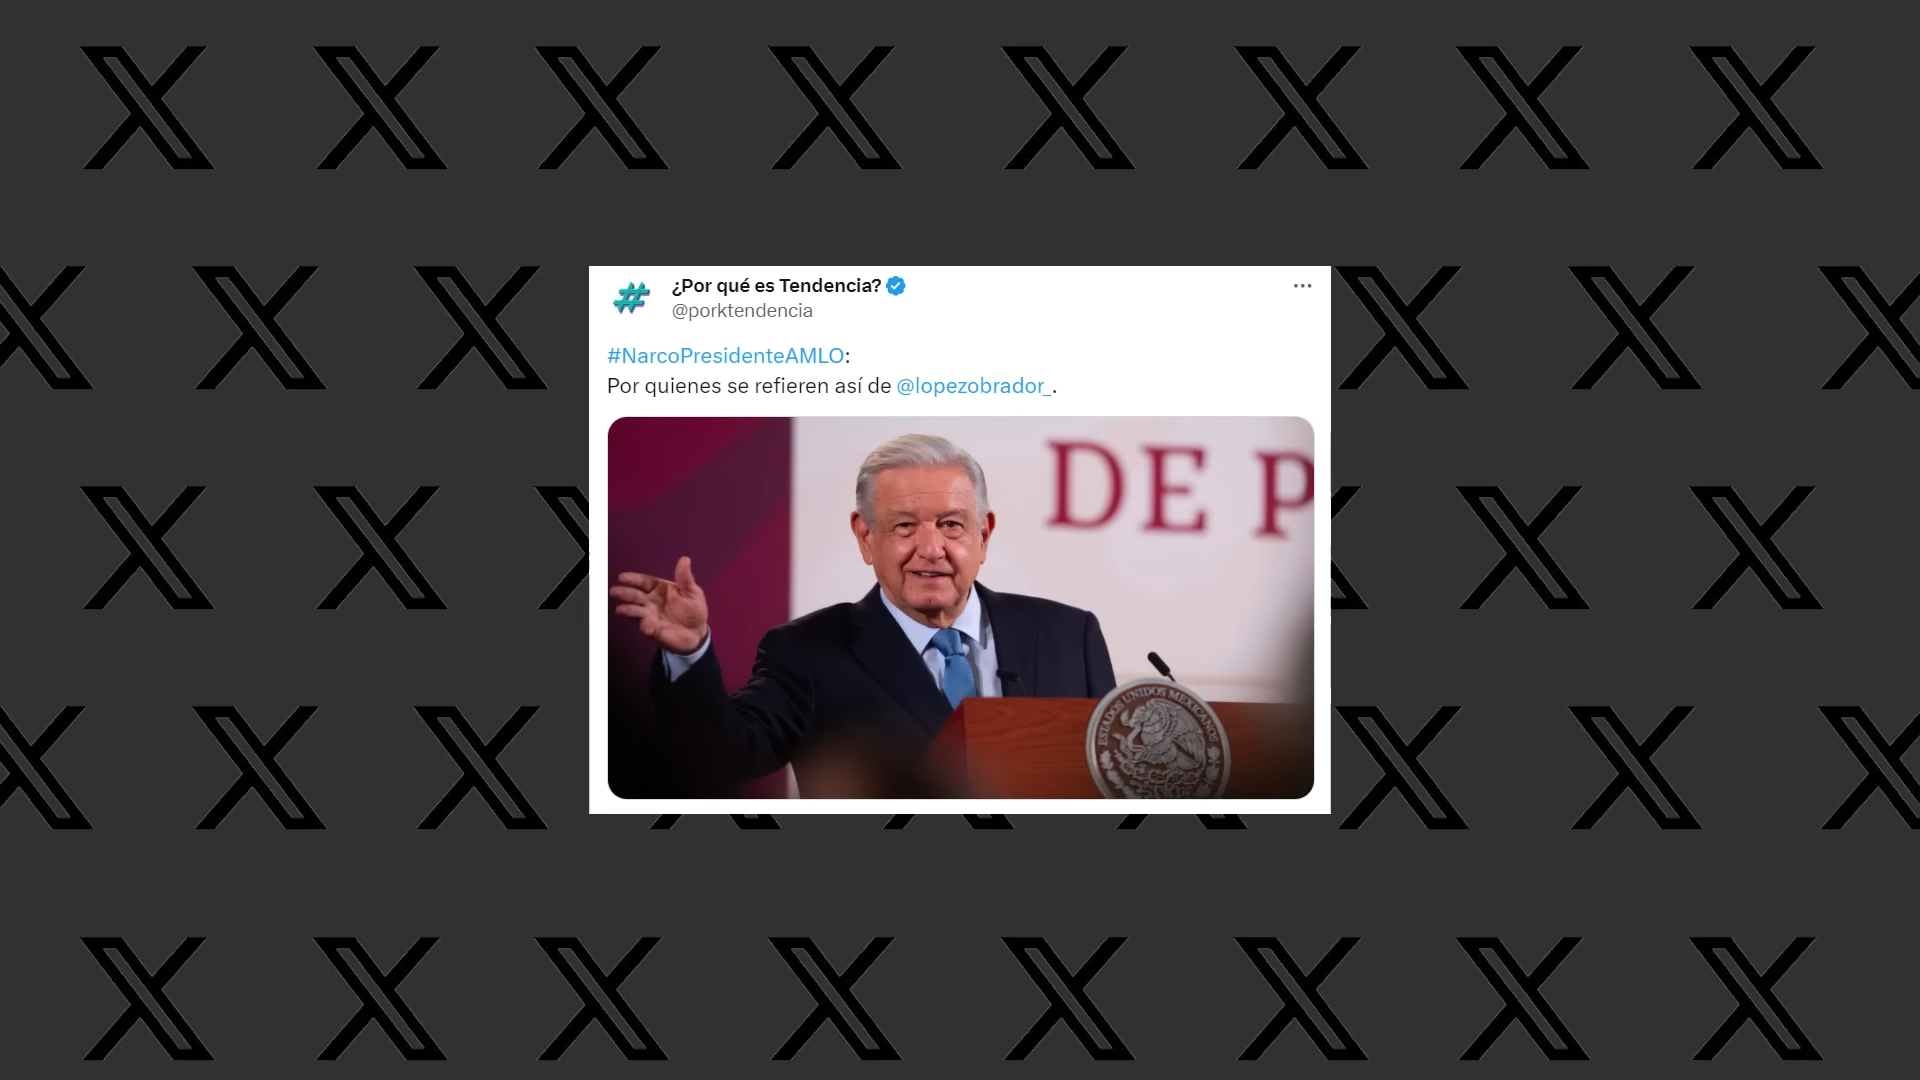 ¿Por qué es Tendencia?
@porktendencia
#NarcoPresidenteAMLO:
Por quienes se refieren así de @lopezobrador_.
DE P
ESTADOS UNIDOS MEXICANOS